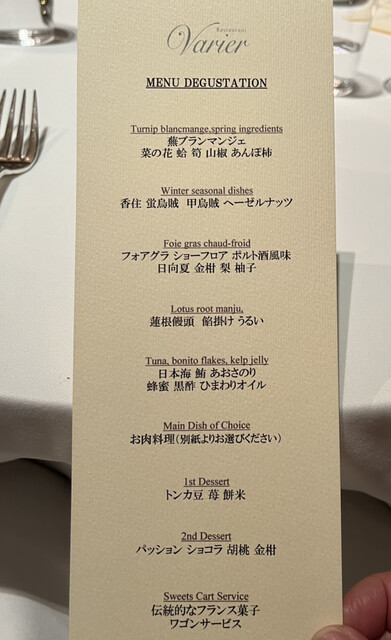 Restaurant
Varier
MENU DEGUSTATION
Turnip blancmange,spring ingredients
蕪ブランマンジェ
菜の花 蛤 筍 山椒 あんぽ柿
Winter seasonal dishes
香住 蛍烏賊 甲烏賊 ヘーゼルナッツ
Foie gras chaud-froid
フォアグラ ショーフロア ポルト酒風味
日向夏 金柑 梨 柚子
Lotus root manju,
蓮根饅頭 餡掛け うるい
Tuna, bonito flakes, kelp jelly
日本海 鮪 あおさのり
蜂蜜 黒酢 ひまわりオイル
Main Dish of Choice
お肉料理(別紙よりお選びください)
1st Dessert
トンカ豆 苺 餅米
2nd Dessert
パッション ショコラ 胡桃 金柑
Sweets Cart Service
伝統的なフランス菓子
ワゴンサービス